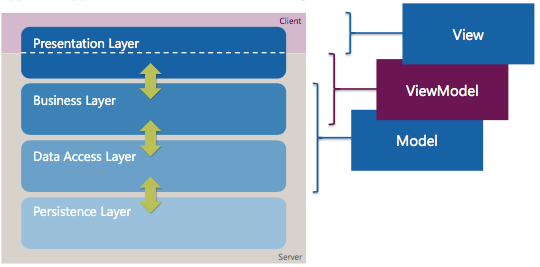 Client
Presentation Layer
Business Layer
Data Access Layer
Persistence Layer
Server
View
ViewModel
Model